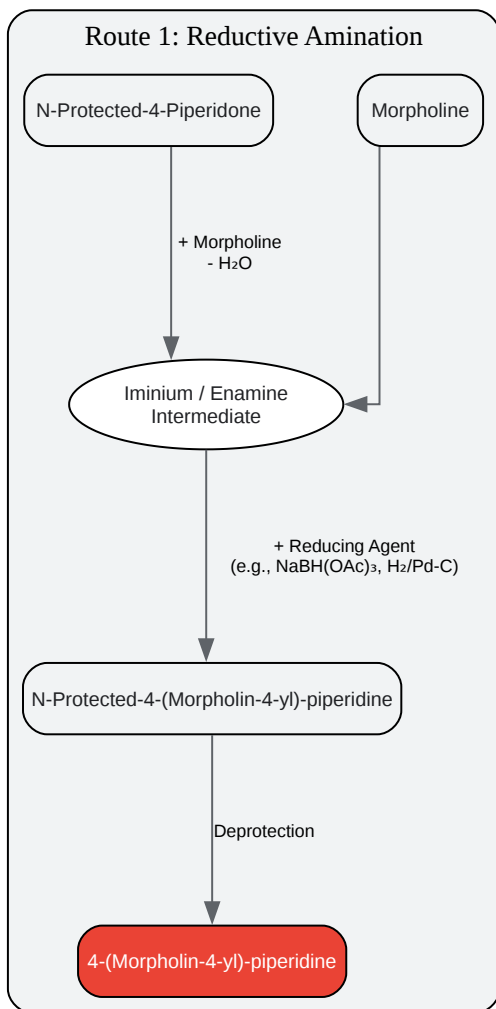 Route 1: Reductive Amination
N-Protected-4-Piperidone
Morpholine
+ Morpholine
- H₂O
Iminium / Enamine
Intermediate
+ Reducing Agent
(e.g., NaBH(OAc)₃, H₂/Pd-C)
N-Protected-4-(Morpholin-4-yl)-piperidine
Deprotection
4-(Morpholin-4-yl)-piperidine